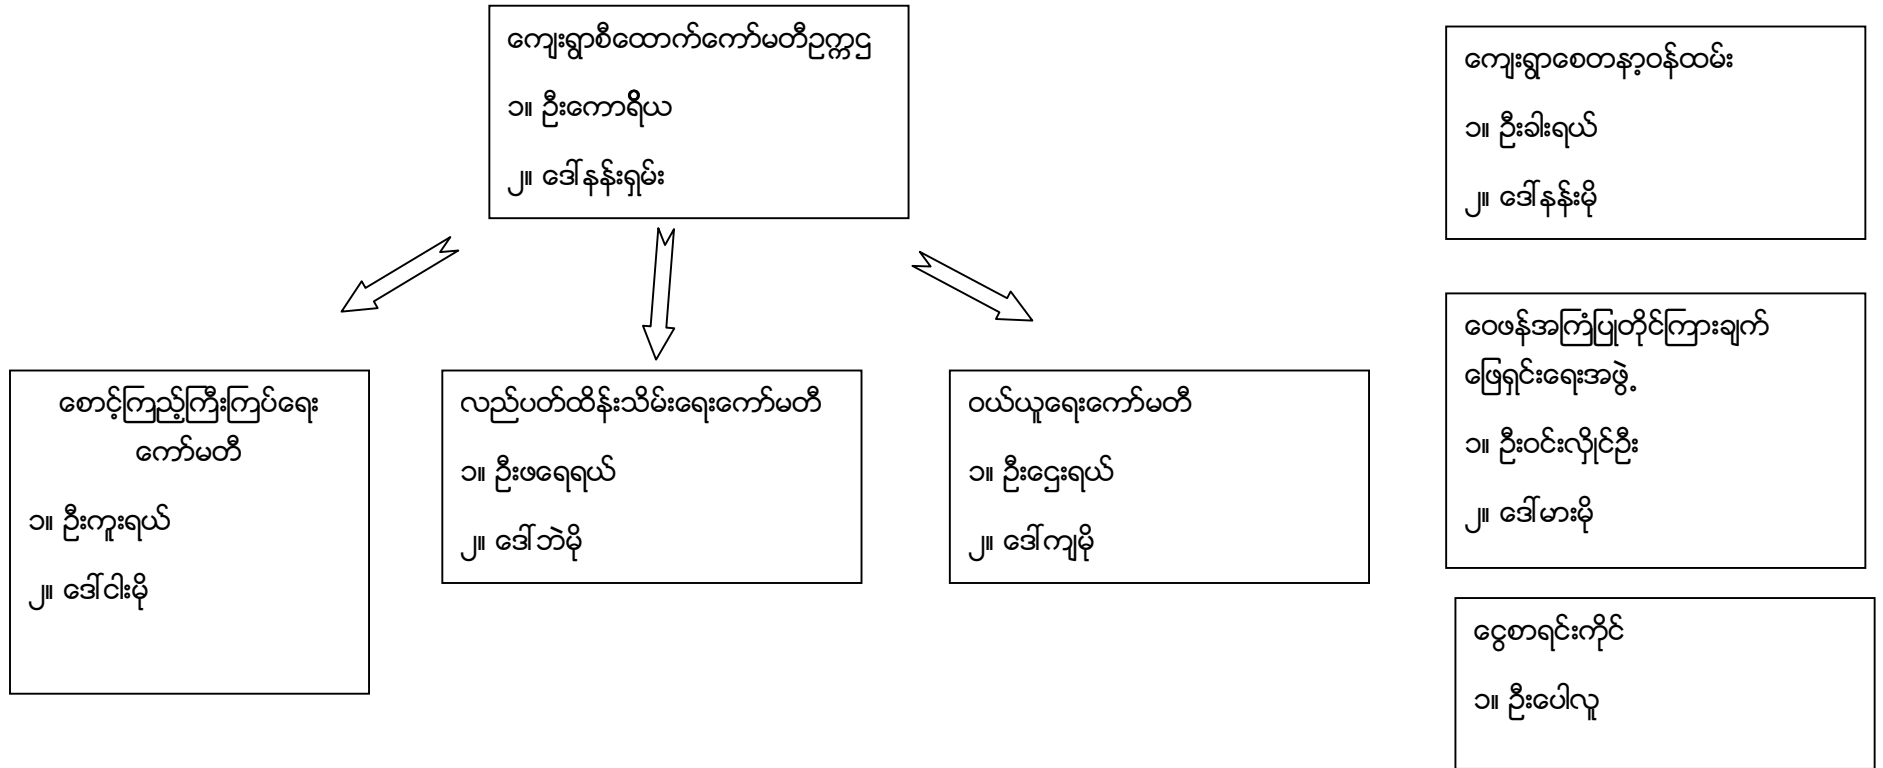 ကျေးရွာစီထောက်ကော်မတီဥက္ကဌ
၁။ ဦးကောရိယ
၂။ ဒေါ်နန်းရှမ်း
ကျေးရွာစေတနာ့ဝန်ထမ်း
၁။ ဦးခါးရယ်
၂။ ဒေါ်နန်းမို
စောင့်ကြည့်ကြီးကြပ်ရေး
ကော်မတီ
၁။ ဦးကူးရယ်
၂။ ဒေါ်ငါးမို
လည်ပတ်ထိန်းသိမ်းရေးကော်မတီ
၁။ ဦးဖရေရယ်
၂။ ဒေါ်ဘဲမို
ဝယ်ယူရေးကော်မတီ
၁။ ဦးဌေးရယ်
၂။ ဒေါ်ကျမို
ဝေဖန်အကြံပြုတိုင်ကြားချက်
ဖြေရှင်းရေးအဖွဲ့
၁။ ဦးဝင်းလှိုင်ဦး
၂။ ဒေါ်မားမို
ငွေစာရင်းကိုင်
၁။ ဦးပေါလူ